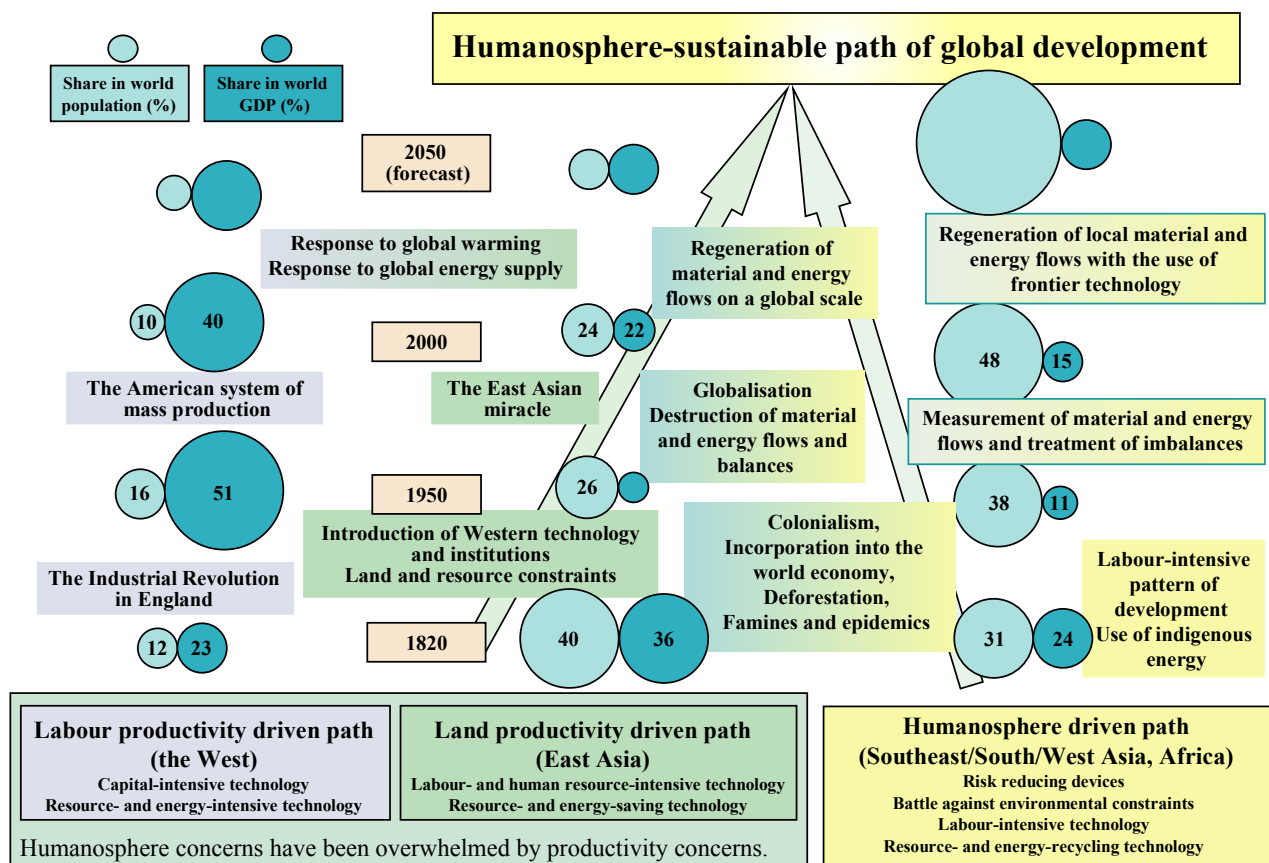 Humanosphere-sustainable path of global development
Share in world
population (%)
Share in world
GDP (%)
2050
(forecast)
Response to global warming
Response to global energy supply
Regeneration of
material and energy
flows on a global scale
Regeneration of local material and
energy flows with the use of
frontier technology
10
40
2000
24
22
48
15
The American system of
mass production
The East Asian
miracle
Globalisation
Destruction of material
and energy flows and
balances
Measurement of material and energy
flows and treatment of imbalances
16
51
1950
26
38
11
Introduction of Western technology
and institutions
Land and resource constraints
Colonialism,
Incorporation into the
world economy,
Deforestation,
Famines and epidemics
The Industrial Revolution
in England
Labour-intensive
pattern of
development
Use of indigenous
energy
12
23
1820
40
36
31
24
Labour productivity driven path
(the West)
Capital-intensive technology
Resource- and energy-intensive technology
Land productivity driven path
(East Asia)
Labour- and human resource-intensive technology
Resource- and energy-saving technology
Humanosphere driven path
(Southeast/South/West Asia, Africa)
Risk reducing devices
Battle against environmental constraints
Labour-intensive technology
Resource- and energy-recycling technology
Humanosphere concerns have been overwhelmed by productivity concerns.